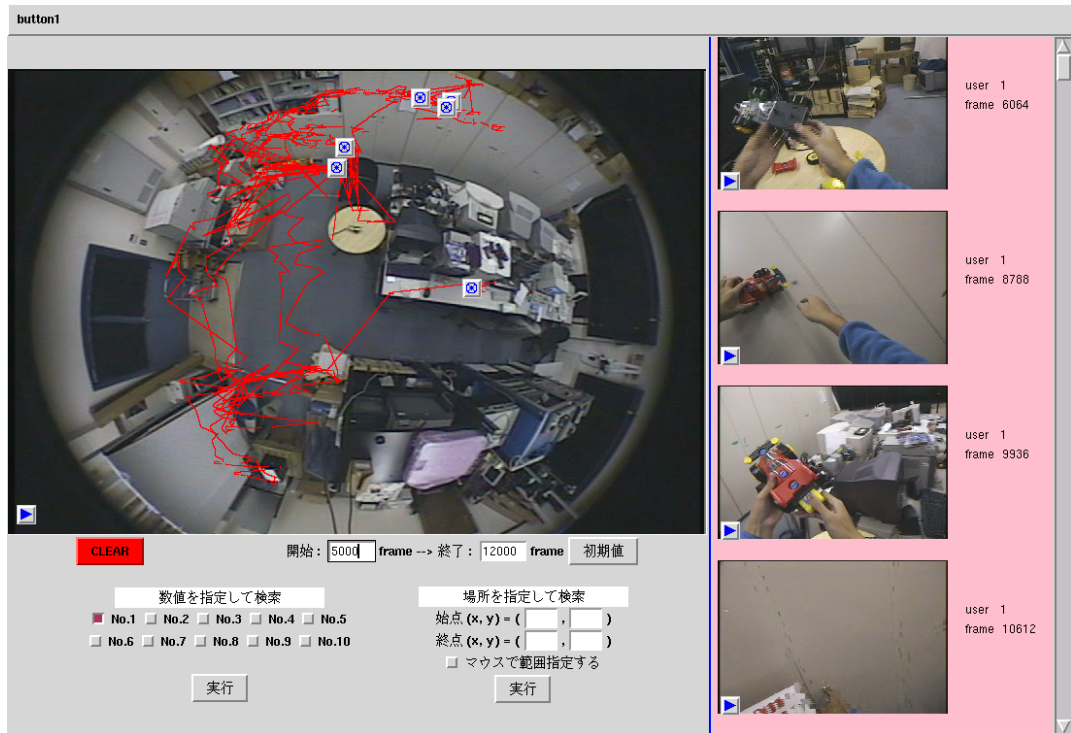 button1
user 1
frame 6064
user 1
frame 8788
user 1
frame 9936
user 1
frame 10612
CLEAR
開始： 5000 frame --> 終了： 12000 frame 初期値
数値を指定して検索
No.1 No.2 No.3 No.4 No.5
No.6 No.7 No.8 No.9 No.10
実行
場所を指定して検索
始点 (x, y) = ( , )
終点 (x, y) = ( , )
マウスで範囲指定する
実行